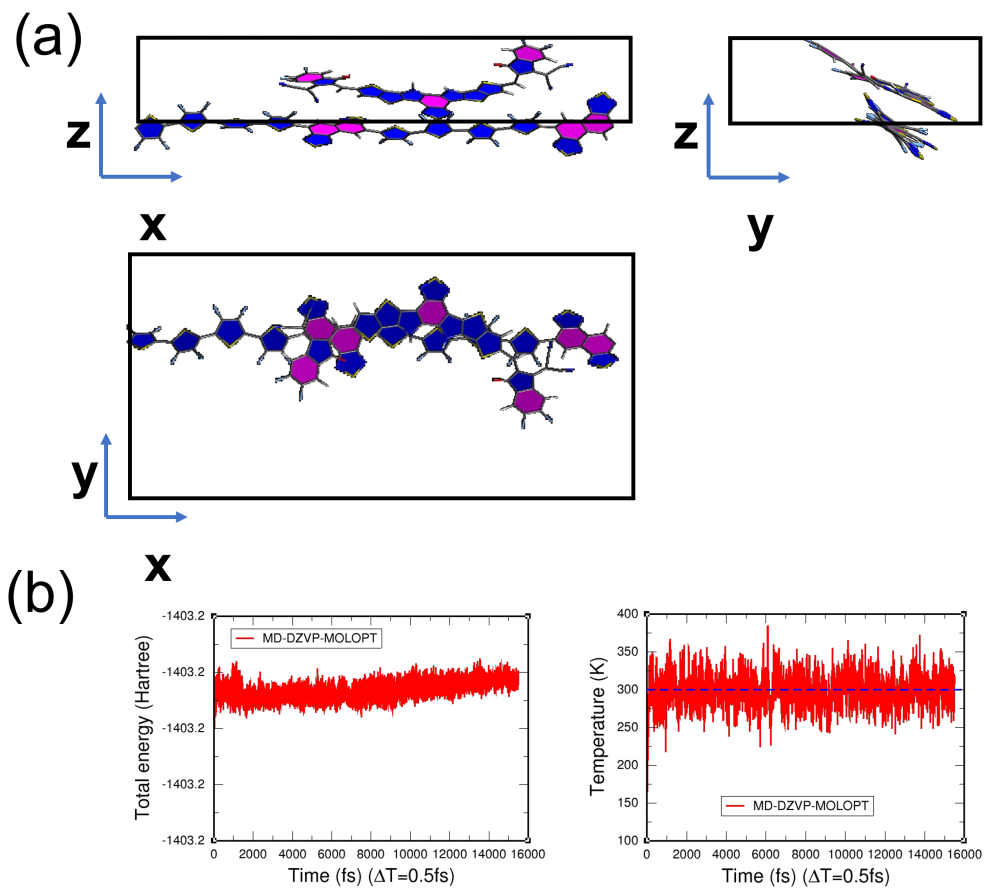 (a)
z
x
z
y
y
x
(b)
Total energy (Hartree)
-1403.2
-1403.2
-1403.2
-1403.2
-1403.2
MD-DZVP-MOLOPT
0 2000 4000 6000 8000 10000 12000 14000 16000
Time (fs) (ΔT=0.5fs)
Temperature (K)
400
350
300
250
200
150
100
MD-DZVP-MOLOPT
0 2000 4000 6000 8000 10000 12000 14000 16000
Time (fs) (ΔT=0.5fs)